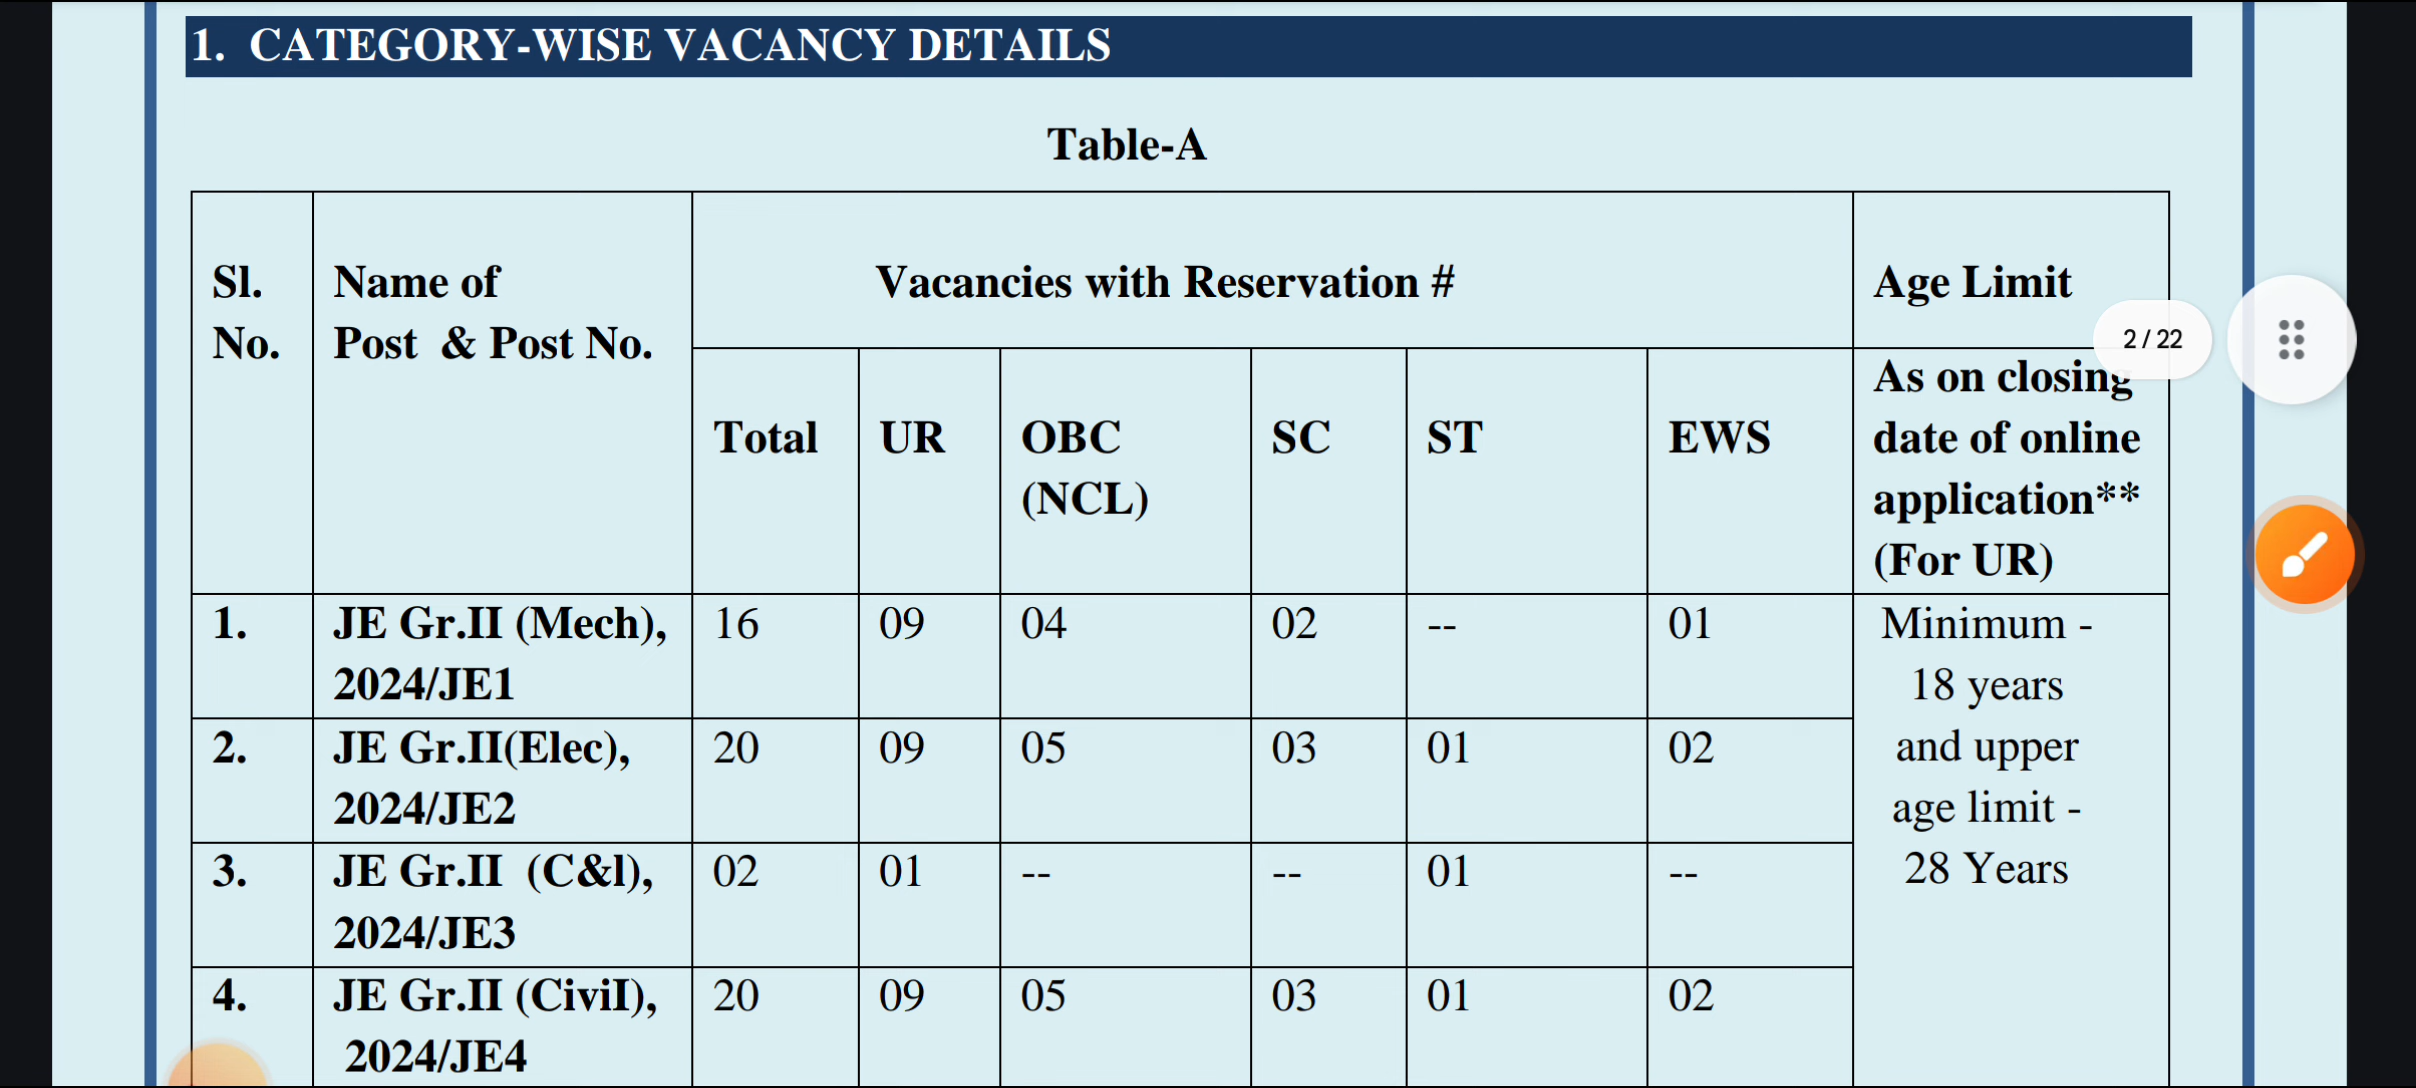 1. CATEGORY-WISE VACANCY DETAILS
Table-A
Sl. No.
Name of Post & Post No.
Vacancies with Reservation #
Age Limit
2 / 22
Total
UR
OBC (NCL)
SC
ST
EWS
As on closing
date of online
application**
(For UR)
1. JE Gr.II (Mech), 16 09 04 02 -- 01
2024/JE1
2. JE Gr.II(Elec), 20 09 05 03 01 02
2024/JE2
3. JE Gr.II (C&l), 02 01 -- -- 01 --
2024/JE3
4. JE Gr.II (CiviI), 20 09 05 03 01 02
2024/JE4
Minimum -
18 years
and upper
age limit -
28 Years